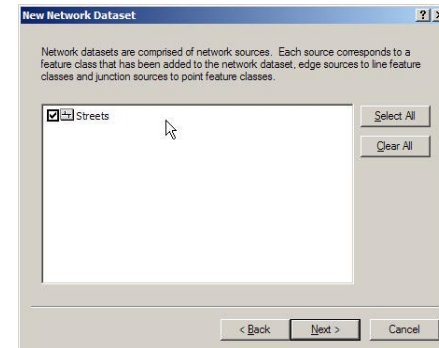 New Network Dataset
Network datasets are comprised of network sources. Each source corresponds to a
feature class that has been added to the network dataset, edge sources to line feature
classes and junction sources to point feature classes.
Streets
Select All
Clear All
< Back
Next >
Cancel